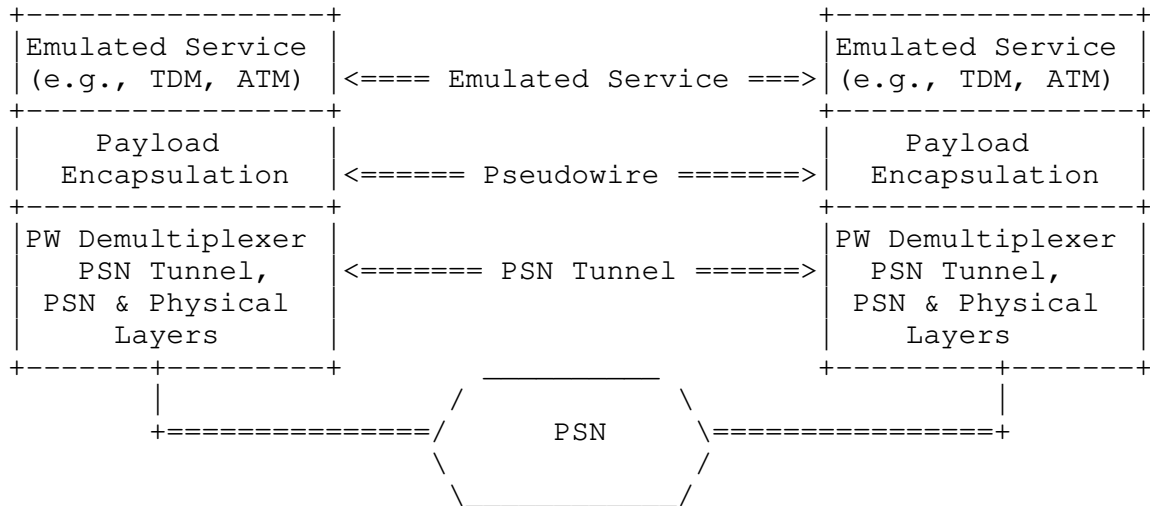 Emulated Service <==== Emulated Service ===> Emulated Service
(e.g., TDM, ATM) (e.g., TDM, ATM)
Payload Payload
Encapsulation <====== Pseudowire =======> Encapsulation
PW Demultiplexer PW Demultiplexer
PSN Tunnel, <======= PSN Tunnel ======> PSN Tunnel,
PSN & Physical PSN & Physical
Layers Layers
PSN